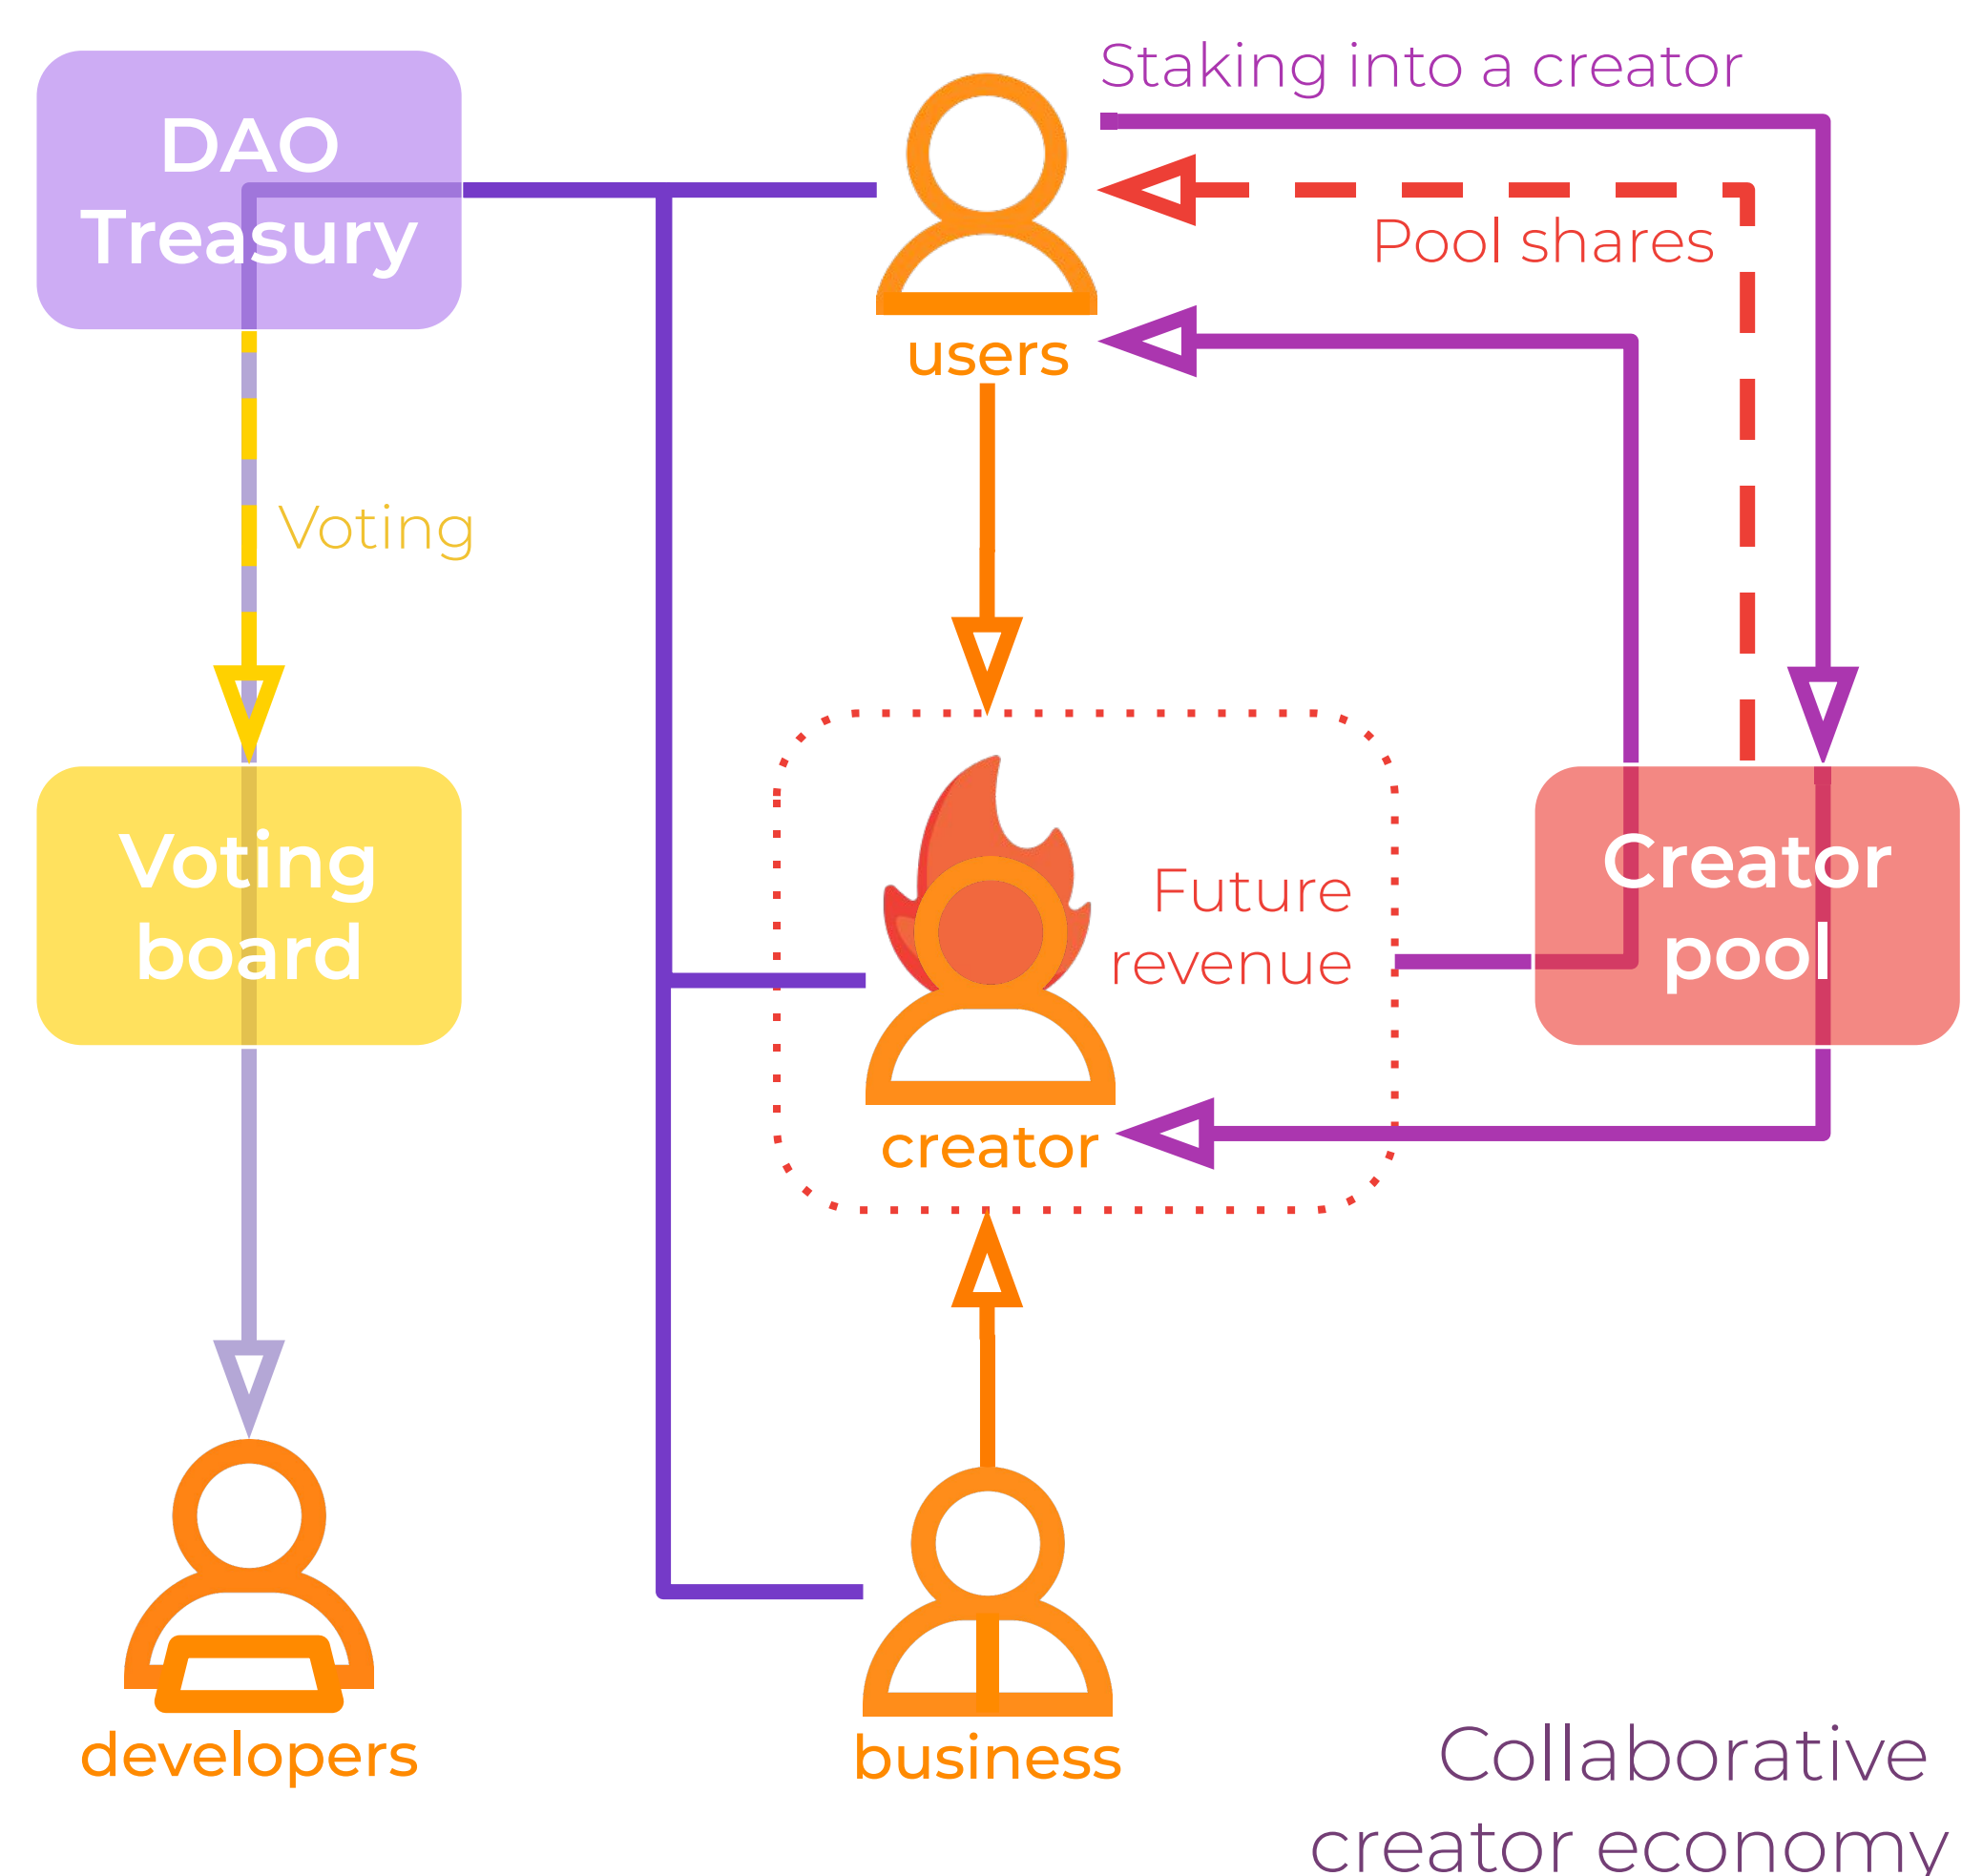 Staking into a creator
DAO
Treasury
Pool shares
users
Voting
Voting
board
Future
revenue
Creator
pool
creator
developers
business
Collaborative
creator economy